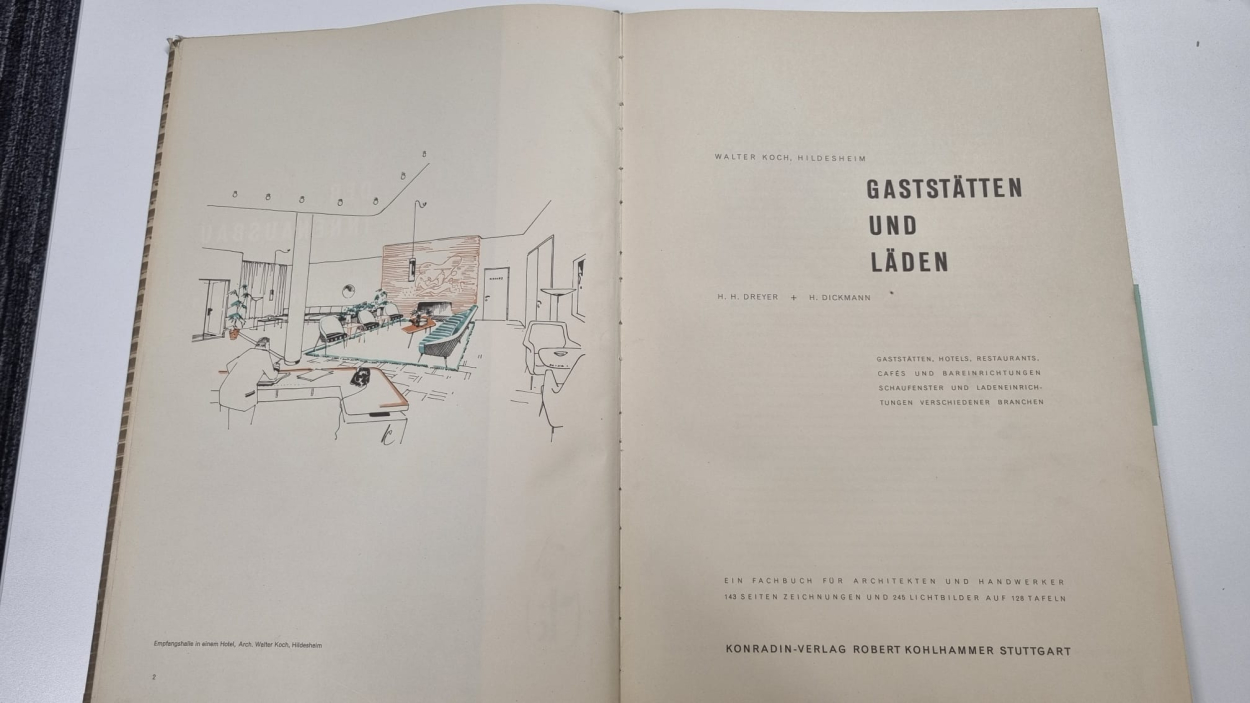 Empfangshalle in einem Hotel, Arch. Walter Koch, Hildesheim
2
WALTER KOCH, HILDESHEIM
GASTSTÄTTEN
UND
LÄDEN
H. H. DREYER + H. DICKMANN
GASTSTÄTTEN, HOTELS, RESTAURANTS,
CAFÉS UND BAREINRICHTUNGEN
SCHAUFENSTER UND LADENEINRICH-
TUNGEN VERSCHIEDENER BRANCHEN
EIN FACHBUCH FÜR ARCHITEKTEN UND HANDWERKER
143 SEITEN ZEICHNUNGEN UND 245 LICHTBILDER AUF 128 TAFELN
KONRADIN-VERLAG ROBERT KOHLHAMMER STUTTGART